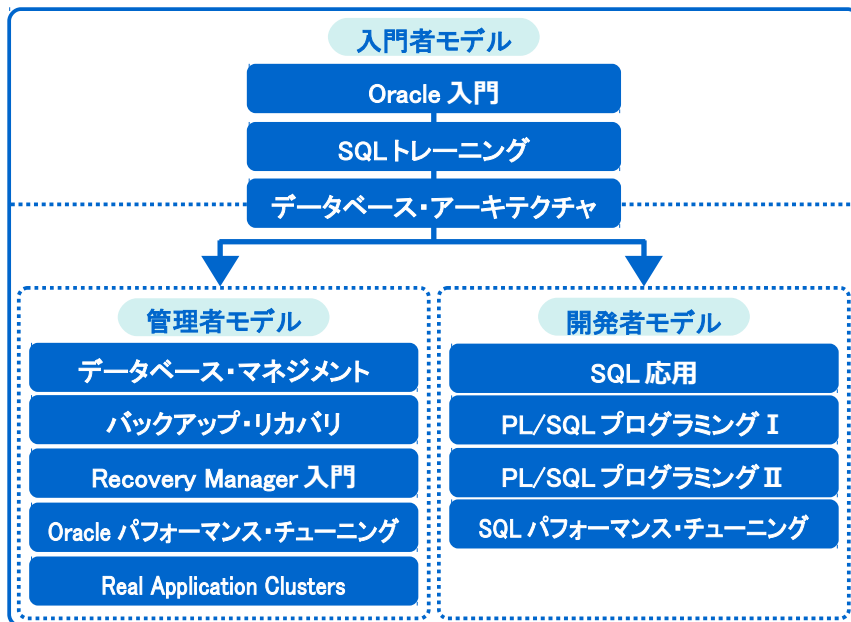 入門者モデル
Oracle 入門
SQLトレーニング
データベース・アーキテクチャ
管理者モデル
データベース・マネジメント
バックアップ・リカバリ
Recovery Manager 入門
Oracle パフォーマンス・チューニング
Real Application Clusters
開発者モデル
SQL 応用
PL/SQL プログラミング Ⅰ
PL/SQL プログラミング Ⅱ
SQL パフォーマンス・チューニング